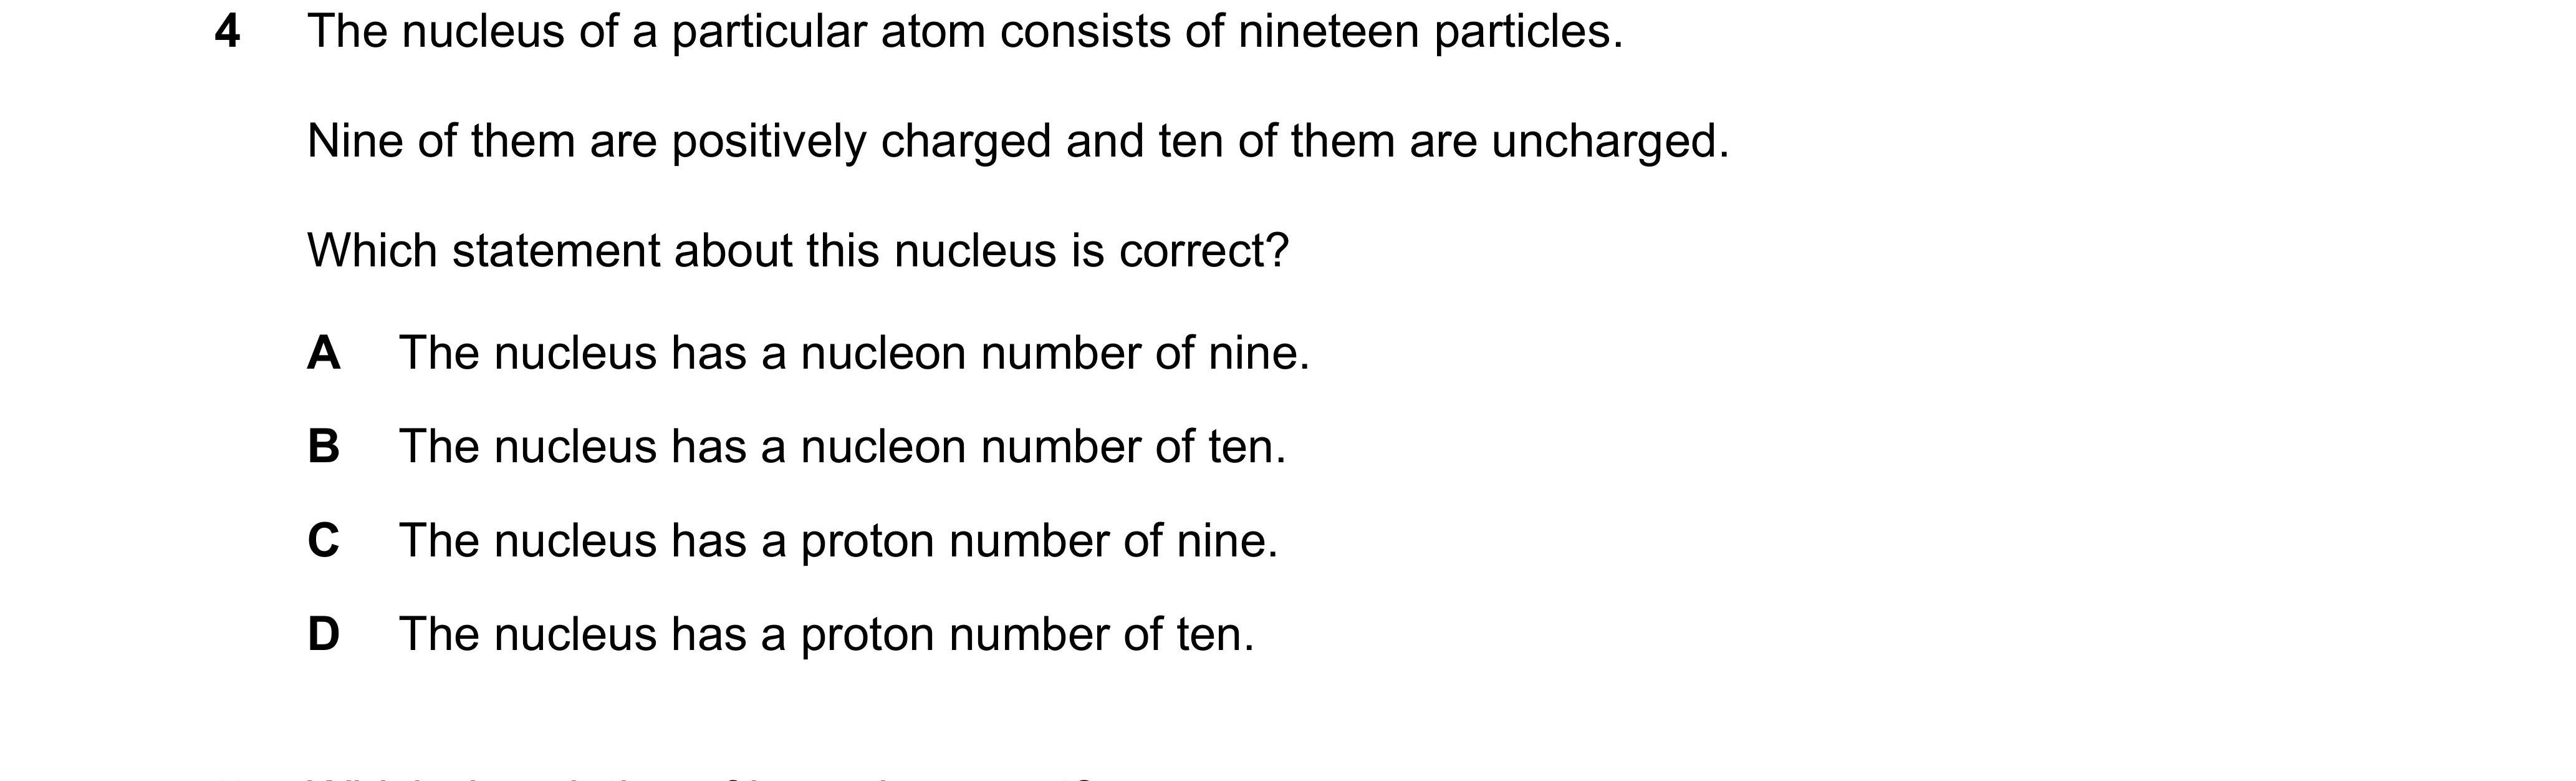 4 The nucleus of a particular atom consists of nineteen particles.
Nine of them are positively charged and ten of them are uncharged.
Which statement about this nucleus is correct?
A The nucleus has a nucleon number of nine.
B The nucleus has a nucleon number of ten.
C The nucleus has a proton number of nine.
D The nucleus has a proton number of ten.